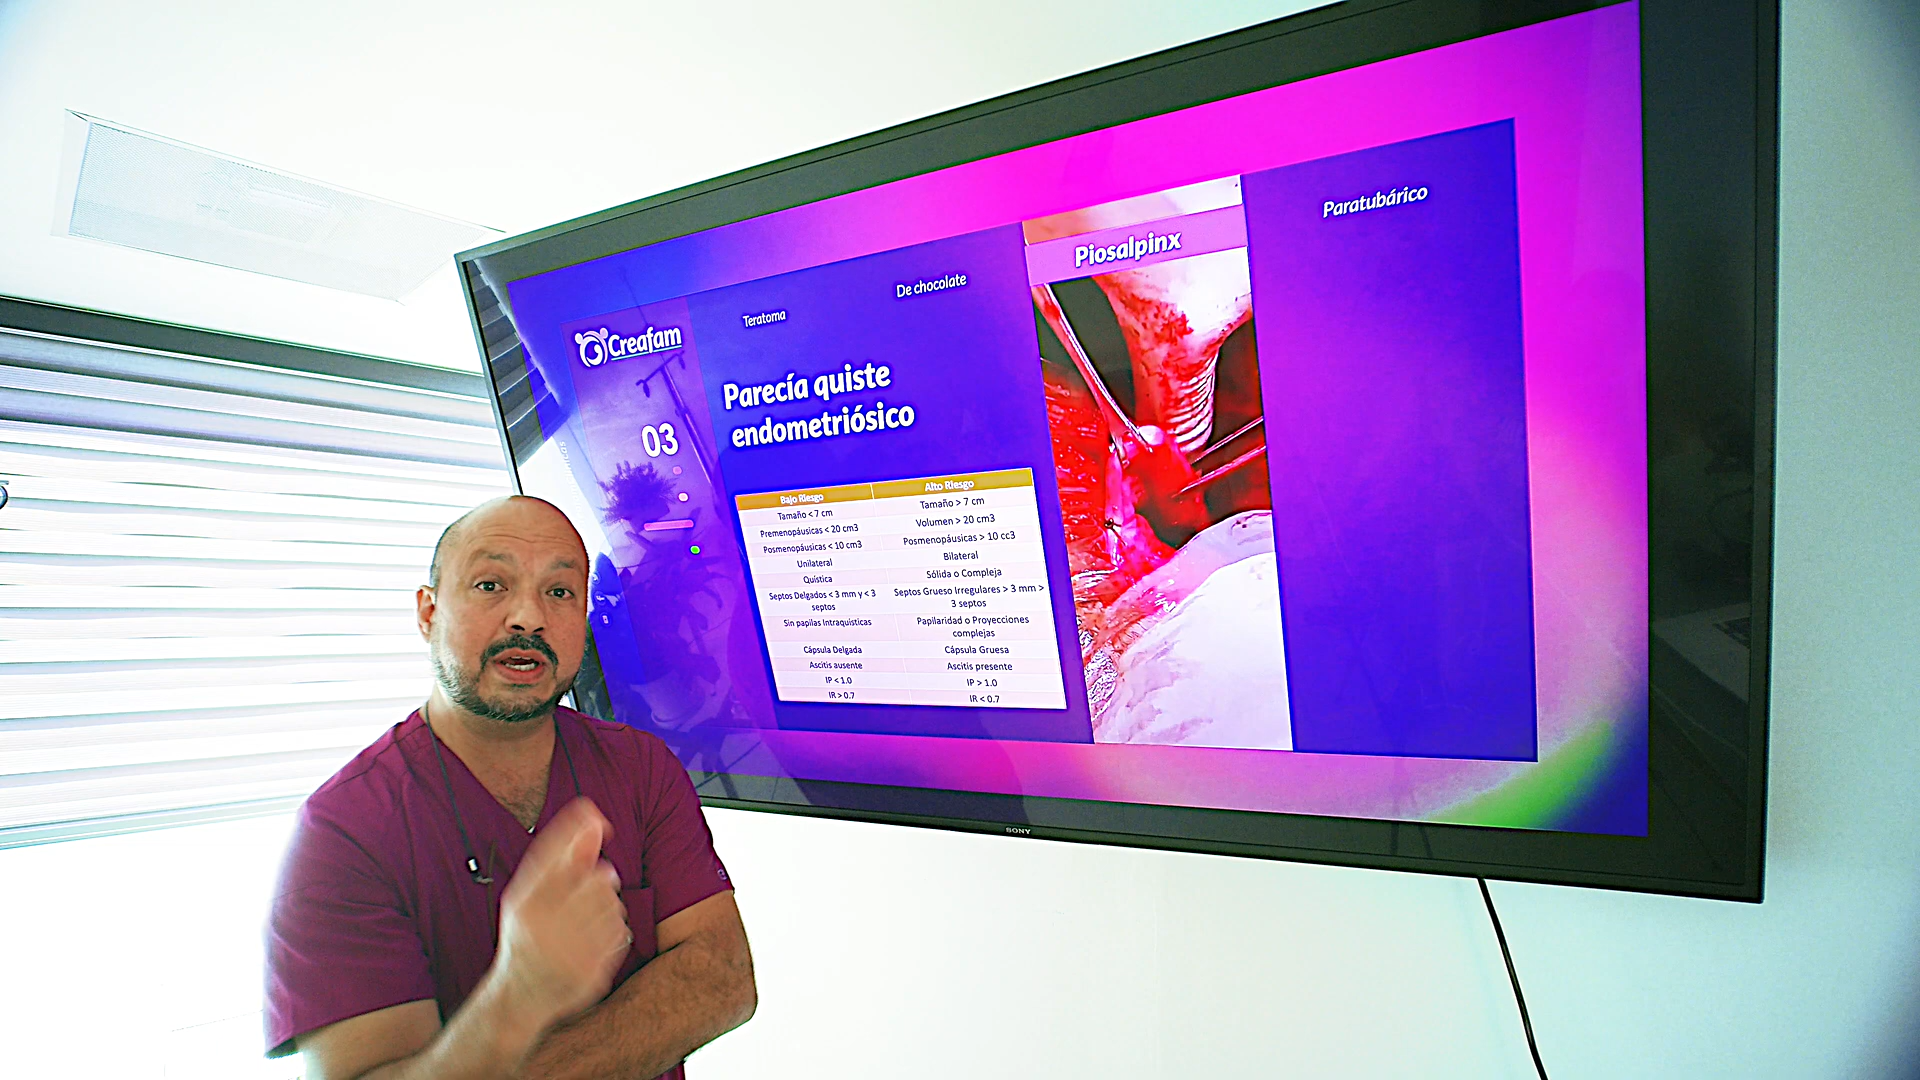 Creafam
03
Teratoma
De chocolate
Parecía quiste
endometriósico
Bajo Riesgo Alto Riesgo
Tamaño < 7 cm Tamaño > 7 cm
Premenopáusicas < 20 cm3 Volumen > 20 cm3
Posmenopáusicas < 10 cm3 Posmenopáusicas > 10 cc3
Unilateral Bilateral
Quística Sólida o Compleja
Septos Delgados < 3 mm y < 3 Septos Grueso Irregulares > 3 mm >
septos 3 septos
Sin papilas Intraquísticas Papilaridad o Proyecciones
complejas
Cápsula Delgada Cápsula Gruesa
Ascitis ausente Ascitis presente
IP < 1.0 IP > 1.0
IR > 0.7 IR < 0.7
Piosalpinx
Paratubárico
SONY